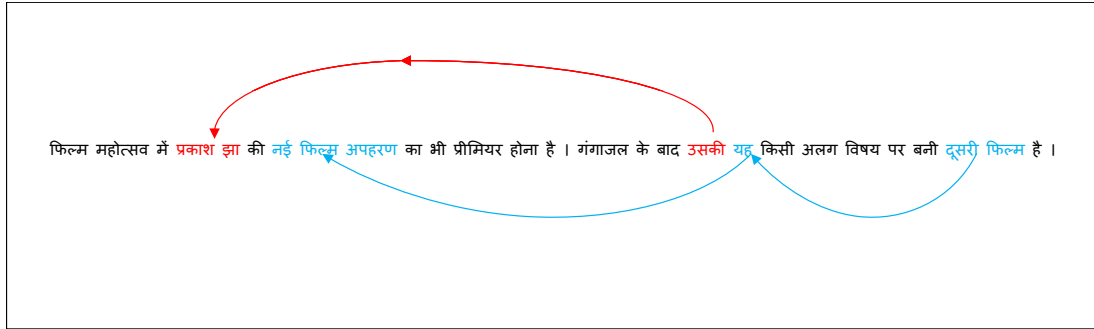 फिल्म महोत्सव में प्रकाश झा की नई फिल्म अपहरण का भी प्रीमियर होना है । गंगाजल के बाद उसकी यह किसी अलग विषय पर बनी दूसरी फिल्म है ।